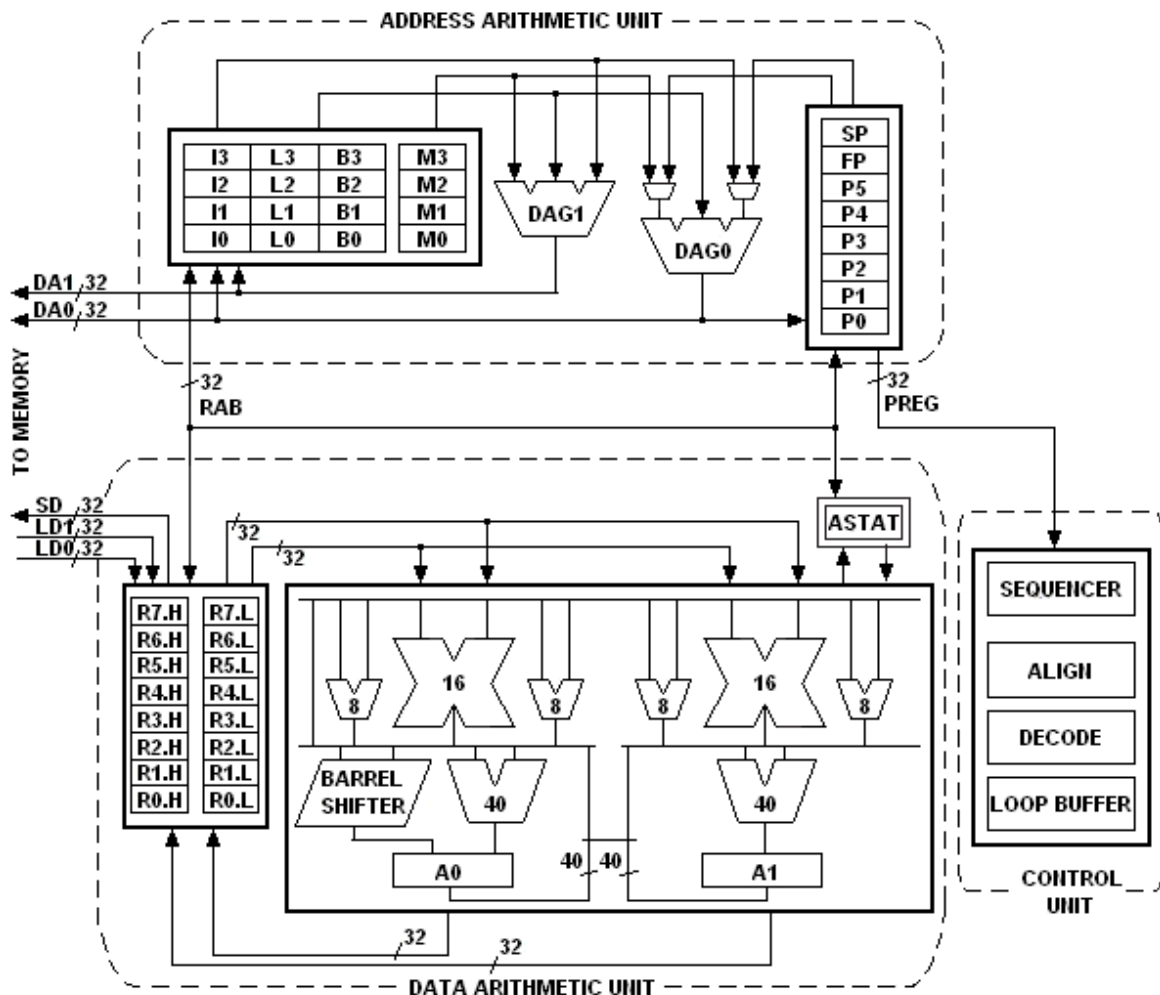 ADDRESS ARITHMETIC UNIT
SP
I3 L3 B3 M3 FP
I2 L2 B2 M2 DAG1 P5
I1 L1 B1 M1 P4
I0 L0 B0 M0 DAG0 P3
P2
DA1 32 P1
DA0 32 P0
32 32
RAB PREG
TO MEMORY
SD 32
LD1 32
LD0 32
32
32
ASTAT
R7.H R7.L
R6.H R6.L
R5.H R5.L
R4.H R4.L
R3.H R3.L
R2.H R2.L
R1.H R1.L
R0.H R0.L
16 16
8 8 8 8
BARREL
SHIFTER
40 40
40 40
A0 A1
32
32
DATA ARITHMETIC UNIT
SEQUENCER
ALIGN
DECODE
LOOP BUFFER
CONTROL
UNIT